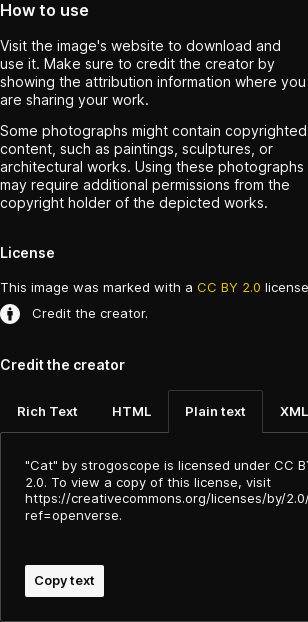 How to use
Visit the image's website to download and
use it. Make sure to credit the creator by
showing the attribution information where you
are sharing your work.
Some photographs might contain copyrighted
content, such as paintings, sculptures, or
architectural works. Using these photographs
may require additional permissions from the
copyright holder of the depicted works.
License
This image was marked with a CC BY 2.0 license
Credit the creator.
Credit the creator
Rich Text HTML Plain text XML
"Cat" by strogoscope is licensed under CC BY
2.0. To view a copy of this license, visit
https://creativecommons.org/licenses/by/2.0/
ref=openverse.
Copy text